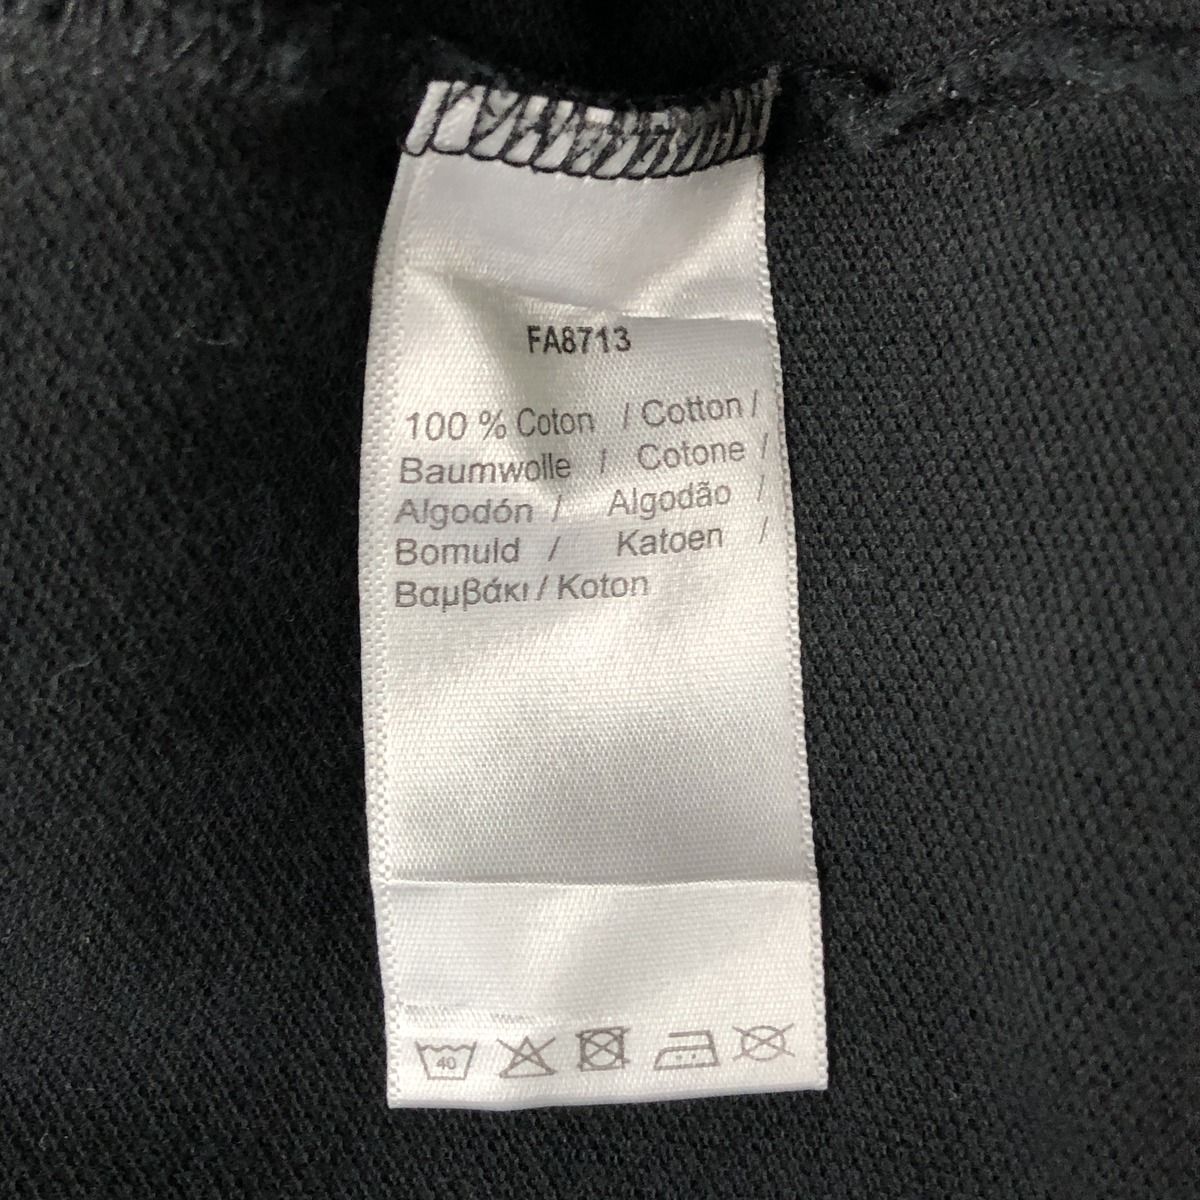 FA8713
100 % Coton / Cotton /
Baumwolle / Cotone /
Algodón / Algodão /
Bomuld / Katoen /
Βαμβάκι / Koton
40